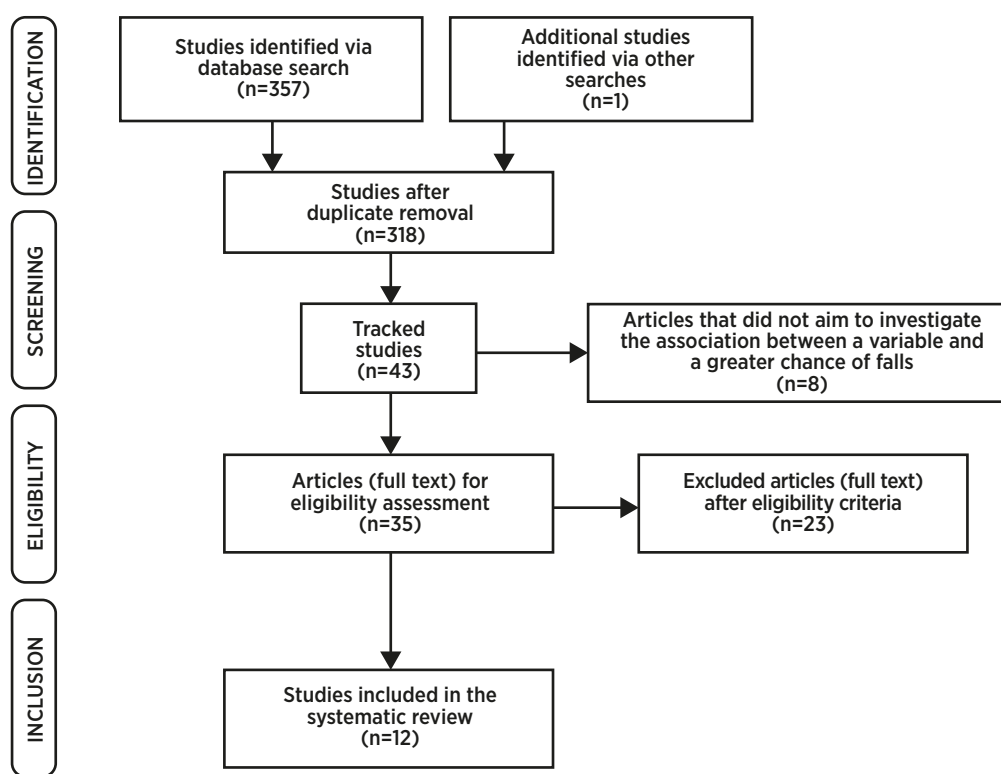 IDENTIFICATION
Studies identified via
database search
(n=357)
Additional studies
identified via other
searches
(n=1)
Studies after
duplicate removal
(n=318)
SCREENING
Tracked
studies
(n=43)
Articles that did not aim to investigate
the association between a variable and
a greater chance of falls
(n=8)
ELIGIBILITY
Articles (full text) for
eligibility assessment
(n=35)
Excluded articles (full text)
after eligibility criteria
(n=23)
INCLUSION
Studies included in the
systematic review
(n=12)